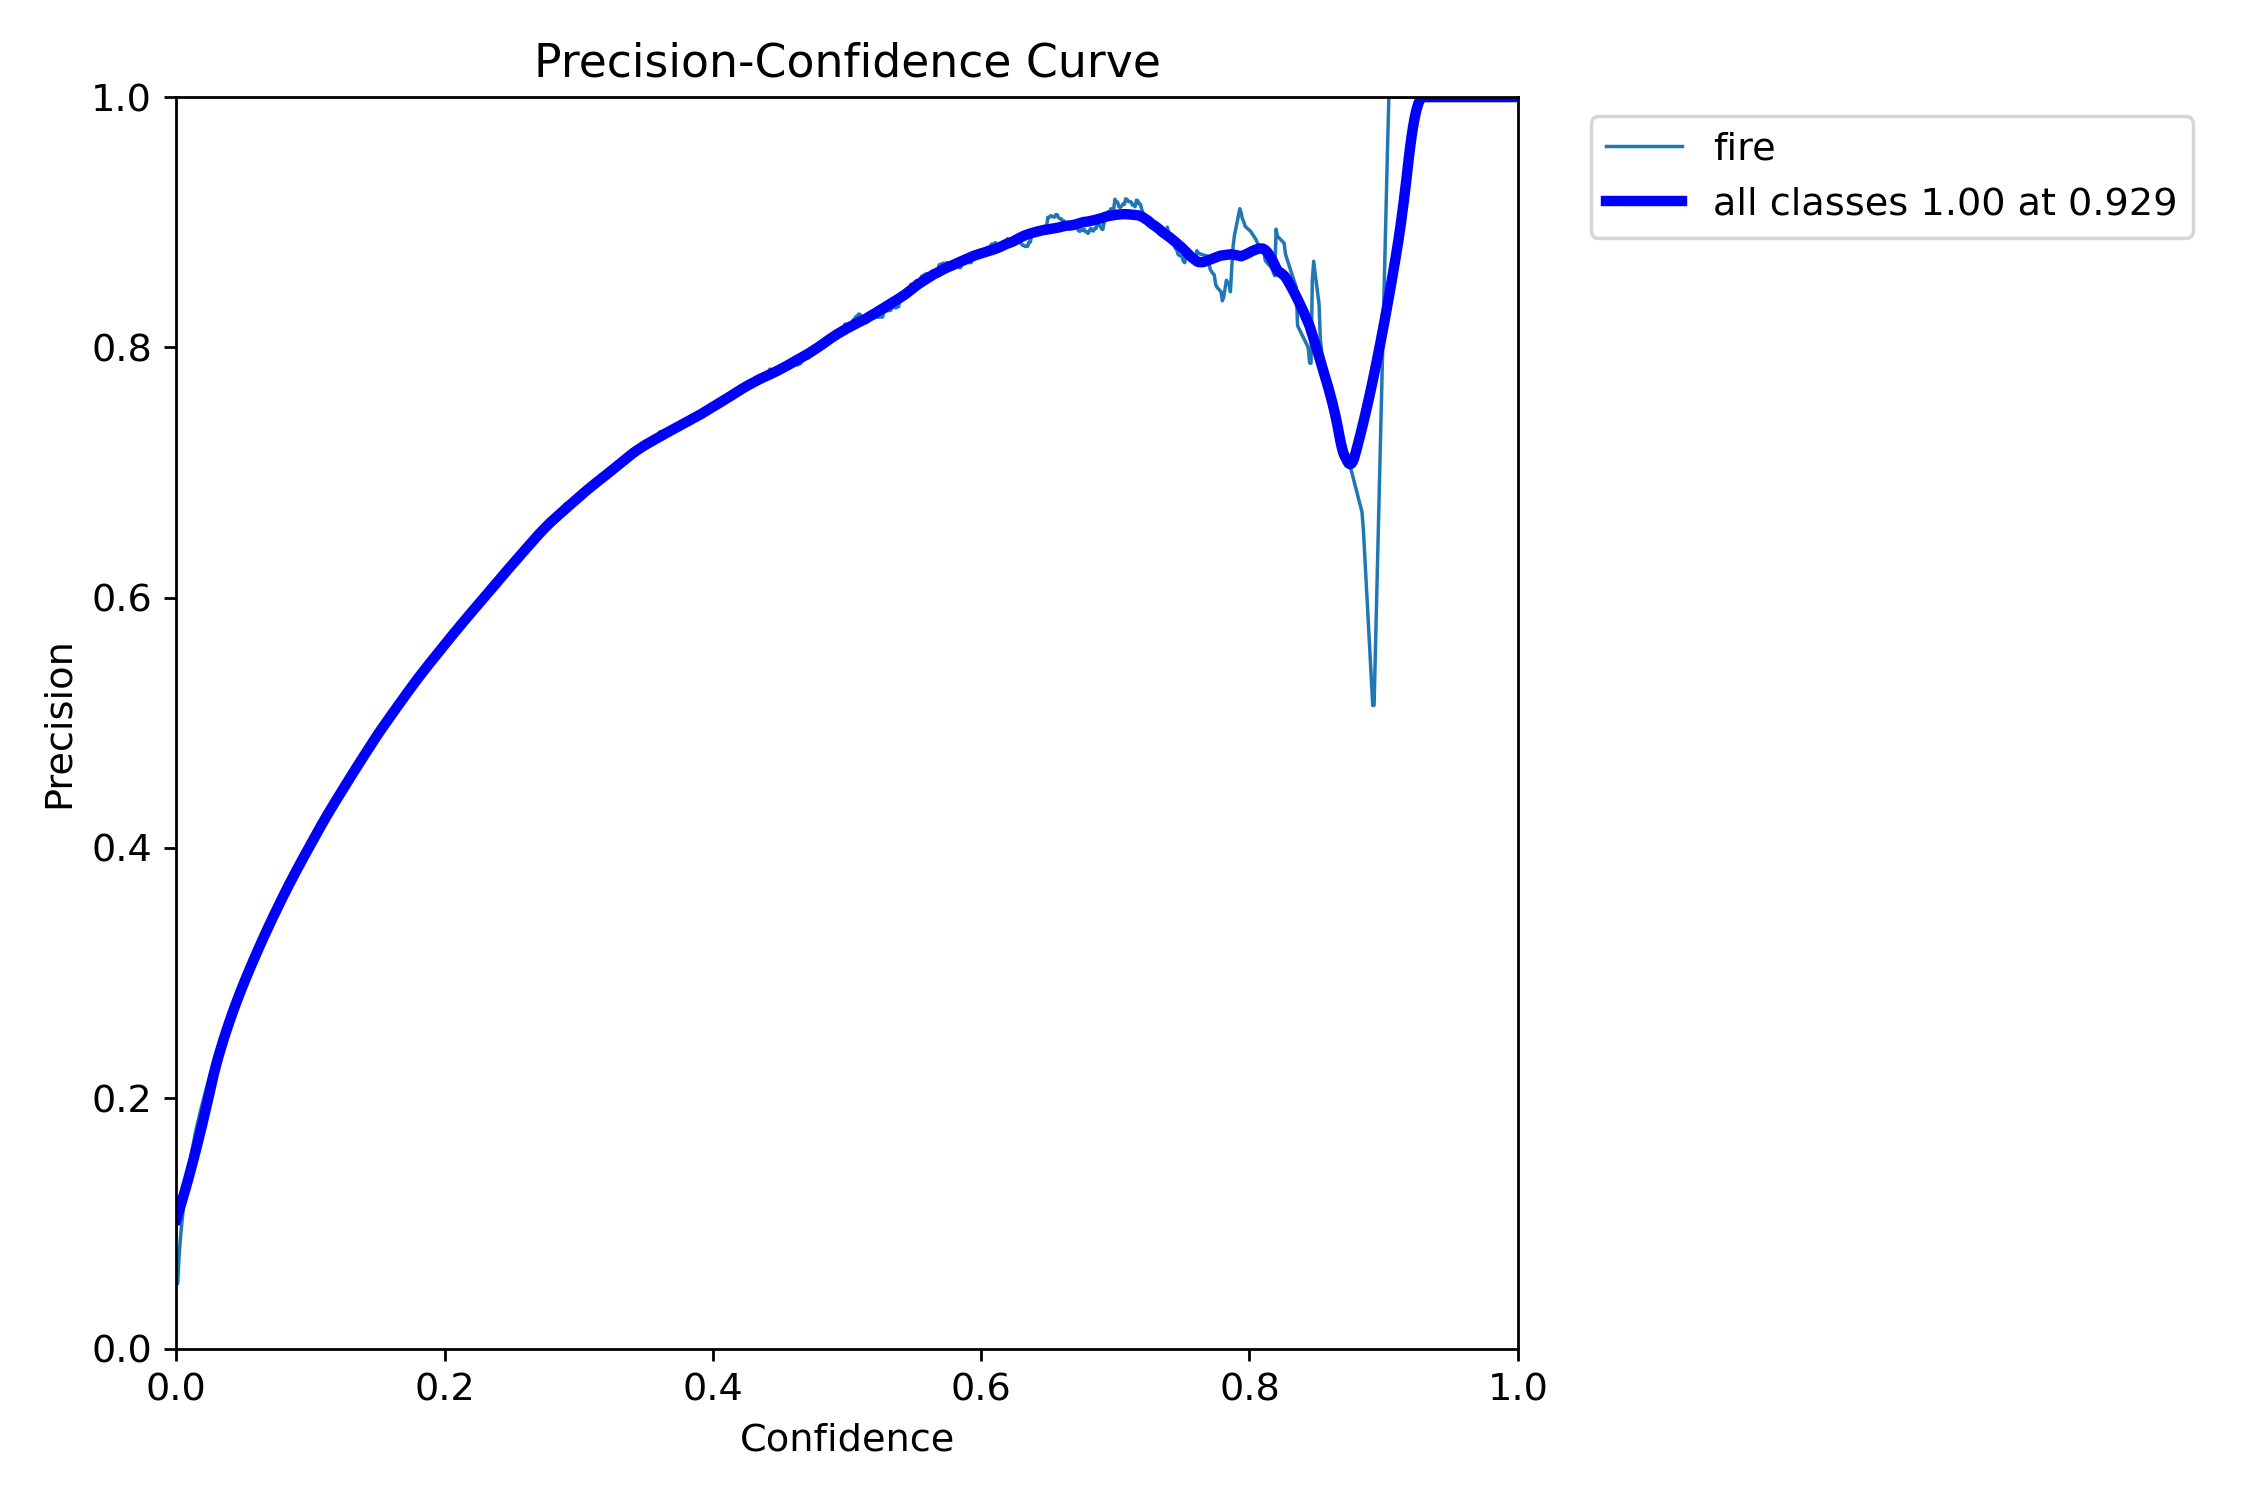 Precision-Confidence Curve
1.0
0.8
0.6
0.4
0.2
0.0
Precision
0.0 0.2 0.4 0.6 0.8 1.0
Confidence
fire
all classes 1.00 at 0.929